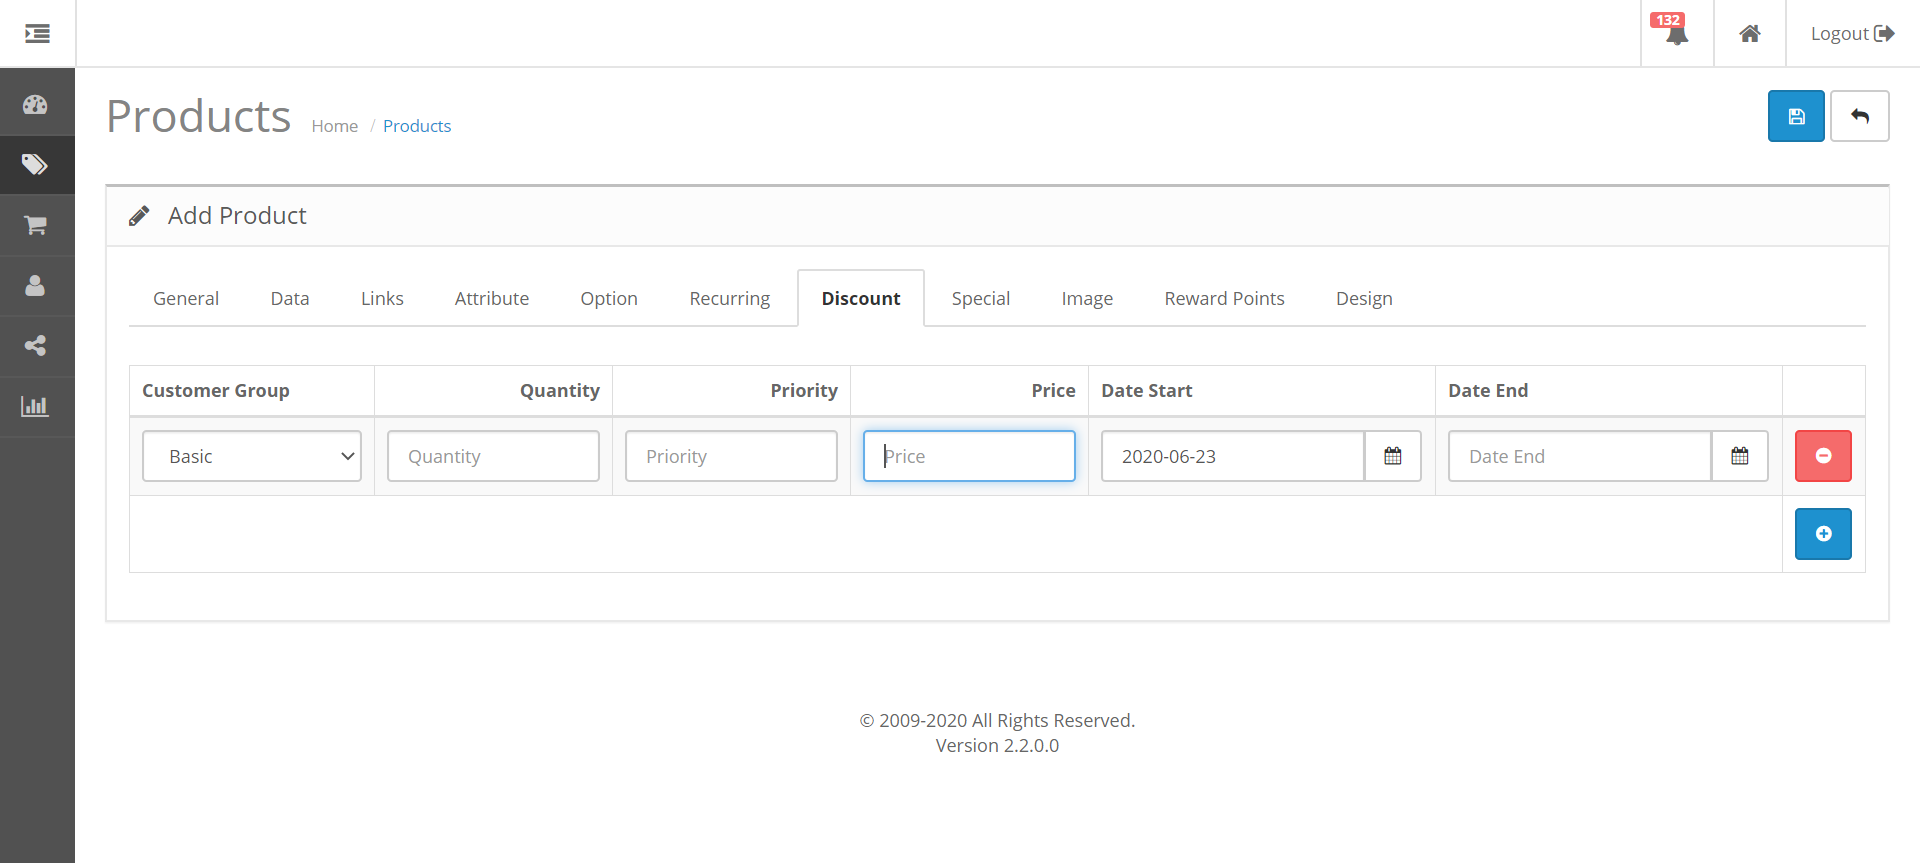 132
Logout
Products
Home / Products
Add Product
General Data Links Attribute Option Recurring Discount Special Image Reward Points Design
Customer Group Quantity Priority Price Date Start Date End
Basic Quantity Priority Price 2020-06-23 Date End
© 2009-2020 All Rights Reserved.
Version 2.2.0.0